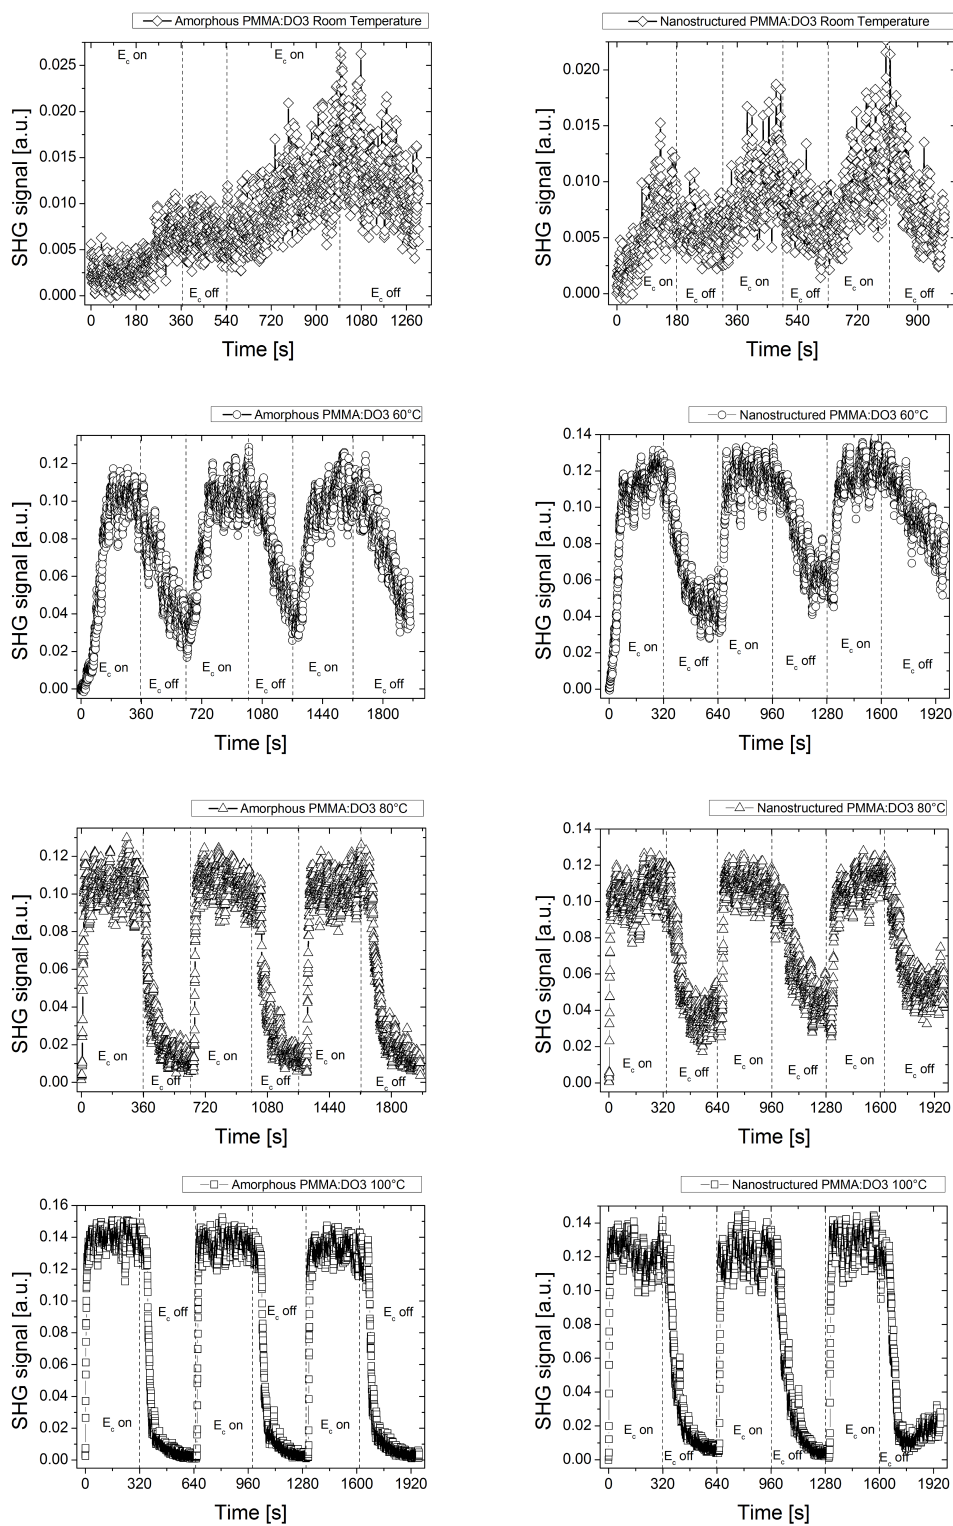 Amorphous PMMA:DO3 Room Temperature
SHG signal [a.u.]
0.025
0.020
0.015
0.010
0.005
0.000
E_c on
E_c off
E_c on
E_c off
0 180 360 540 720 900 1080 1260
Time [s]
Nanostructured PMMA:DO3 Room Temperature
SHG signal [a.u.]
0.020
0.015
0.010
0.005
0.000
E_c on
E_c off
E_c on
E_c off
E_c on
E_c off
0 180 360 540 720 900
Time [s]
Amorphous PMMA:DO3 60°C
SHG signal [a.u.]
0.12
0.10
0.08
0.06
0.04
0.02
0.00
E_c on
E_c off
E_c on
E_c off
E_c on
E_c off
0 360 720 1080 1440 1800
Time [s]
Nanostructured PMMA:DO3 60°C
SHG signal [a.u.]
0.14
0.12
0.10
0.08
0.06
0.04
0.02
0.00
E_c on
E_c off
E_c on
E_c off
E_c on
E_c off
0 320 640 960 1280 1600 1920
Time [s]
Amorphous PMMA:DO3 80°C
SHG signal [a.u.]
0.12
0.10
0.08
0.06
0.04
0.02
0.00
E_c on
E_c off
E_c on
E_c off
E_c on
E_c off
0 360 720 1080 1440 1800
Time [s]
Nanostructured PMMA:DO3 80°C
SHG signal [a.u.]
0.14
0.12
0.10
0.08
0.06
0.04
0.02
0.00
E_c on
E_c off
E_c on
E_c off
E_c on
E_c off
0 320 640 960 1280 1600 1920
Time [s]
Amorphous PMMA:DO3 100°C
SHG signal [a.u.]
0.16
0.14
0.12
0.10
0.08
0.06
0.04
0.02
0.00
E_c on
E_c off
E_c on
E_c off
E_c on
E_c off
0 320 640 960 1280 1600 1920
Time [s]
Nanostructured PMMA:DO3 100°C
SHG signal [a.u.]
0.14
0.12
0.10
0.08
0.06
0.04
0.02
0.00
E_c on
E_c off
E_c on
E_c off
E_c on
E_c off
0 320 640 960 1280 1600 1920
Time [s]